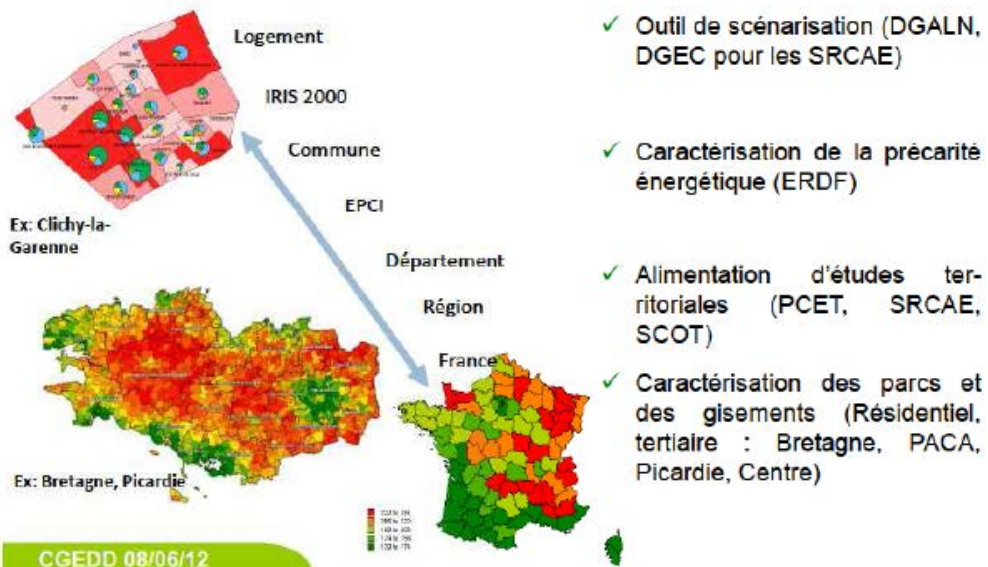 Logement
IRIS 2000
Commune
EPCI
Département
Région
France
Ex: Clichy-la-
Garenne
Ex: Bretagne, Picardie
CGEDD 08/06/12
✓ Outil de scénarisation (DGALN,
DGEC pour les SRCAE)
✓ Caractérisation de la précarité
énergétique (ERDF)
✓ Alimentation d'études ter-
ritoriales (PCET, SRCAE,
SCOT)
✓ Caractérisation des parcs et
des gisements (Résidentiel,
tertiaire : Bretagne, PACA,
Picardie, Centre)